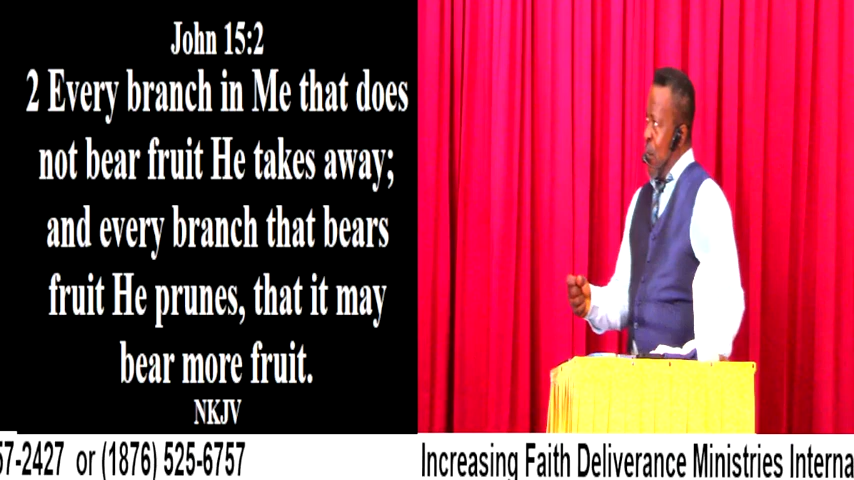 John 15:2
2 Every branch in Me that does
not bear fruit He takes away;
and every branch that bears
fruit He prunes, that it may
bear more fruit.
NKJV
57-2427 or (1876) 525-6757
Increasing Faith Deliverance Ministries Interna